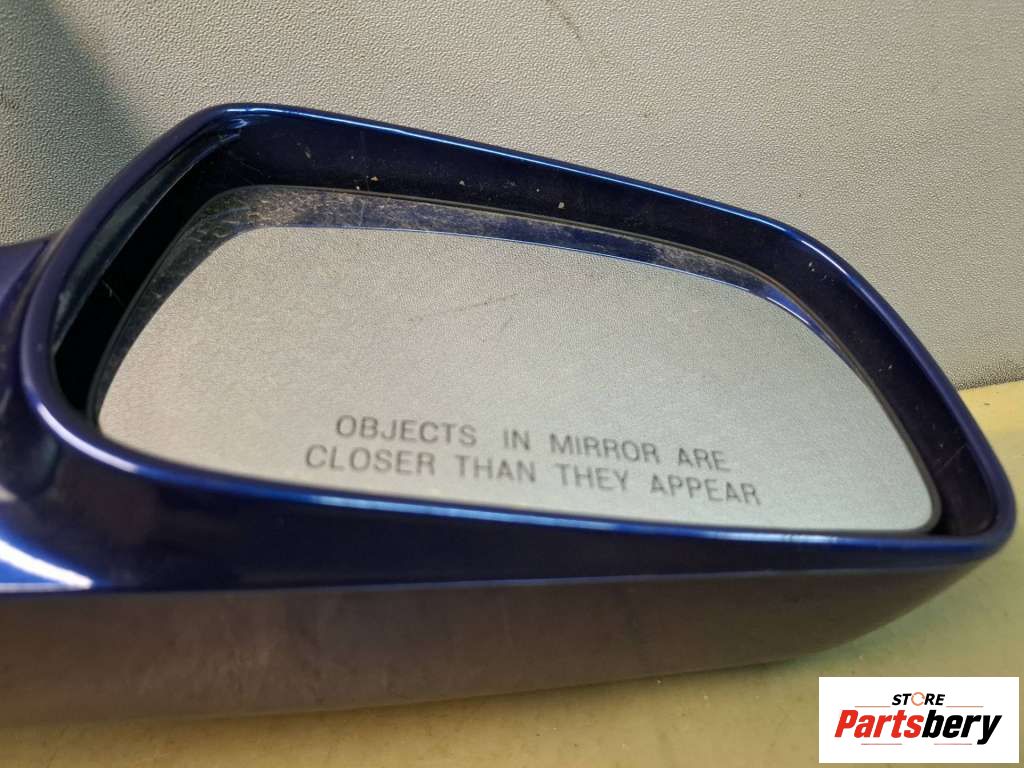 OBJECTS IN MIRROR ARE
CLOSER THAN THEY APPEAR
STORE
Partsbery